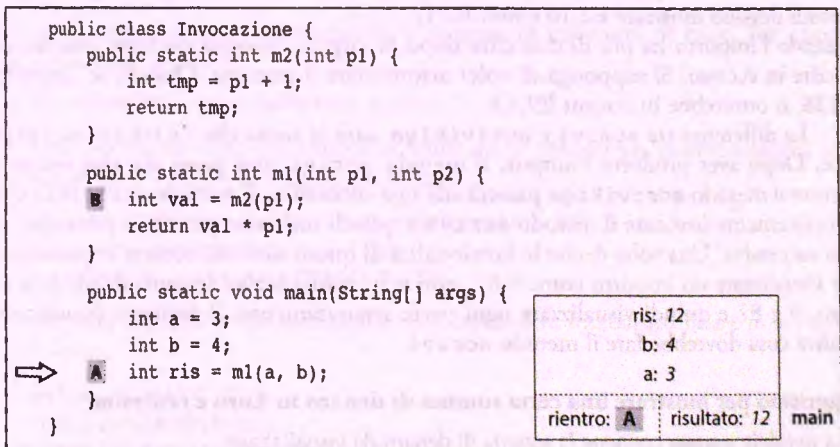 public class Invocazione {
public static int m2(int p1) {
int tmp = p1 + 1;
return tmp;
}
public static int m1(int p1, int p2) {
B int val = m2(p1);
return val * p1;
}
public static void main(String[] args) {
int a = 3;
int b = 4;
A int ris = m1(a, b);
}
}
ris: 12
b: 4
a: 3
rientro: A risultato: 12 main